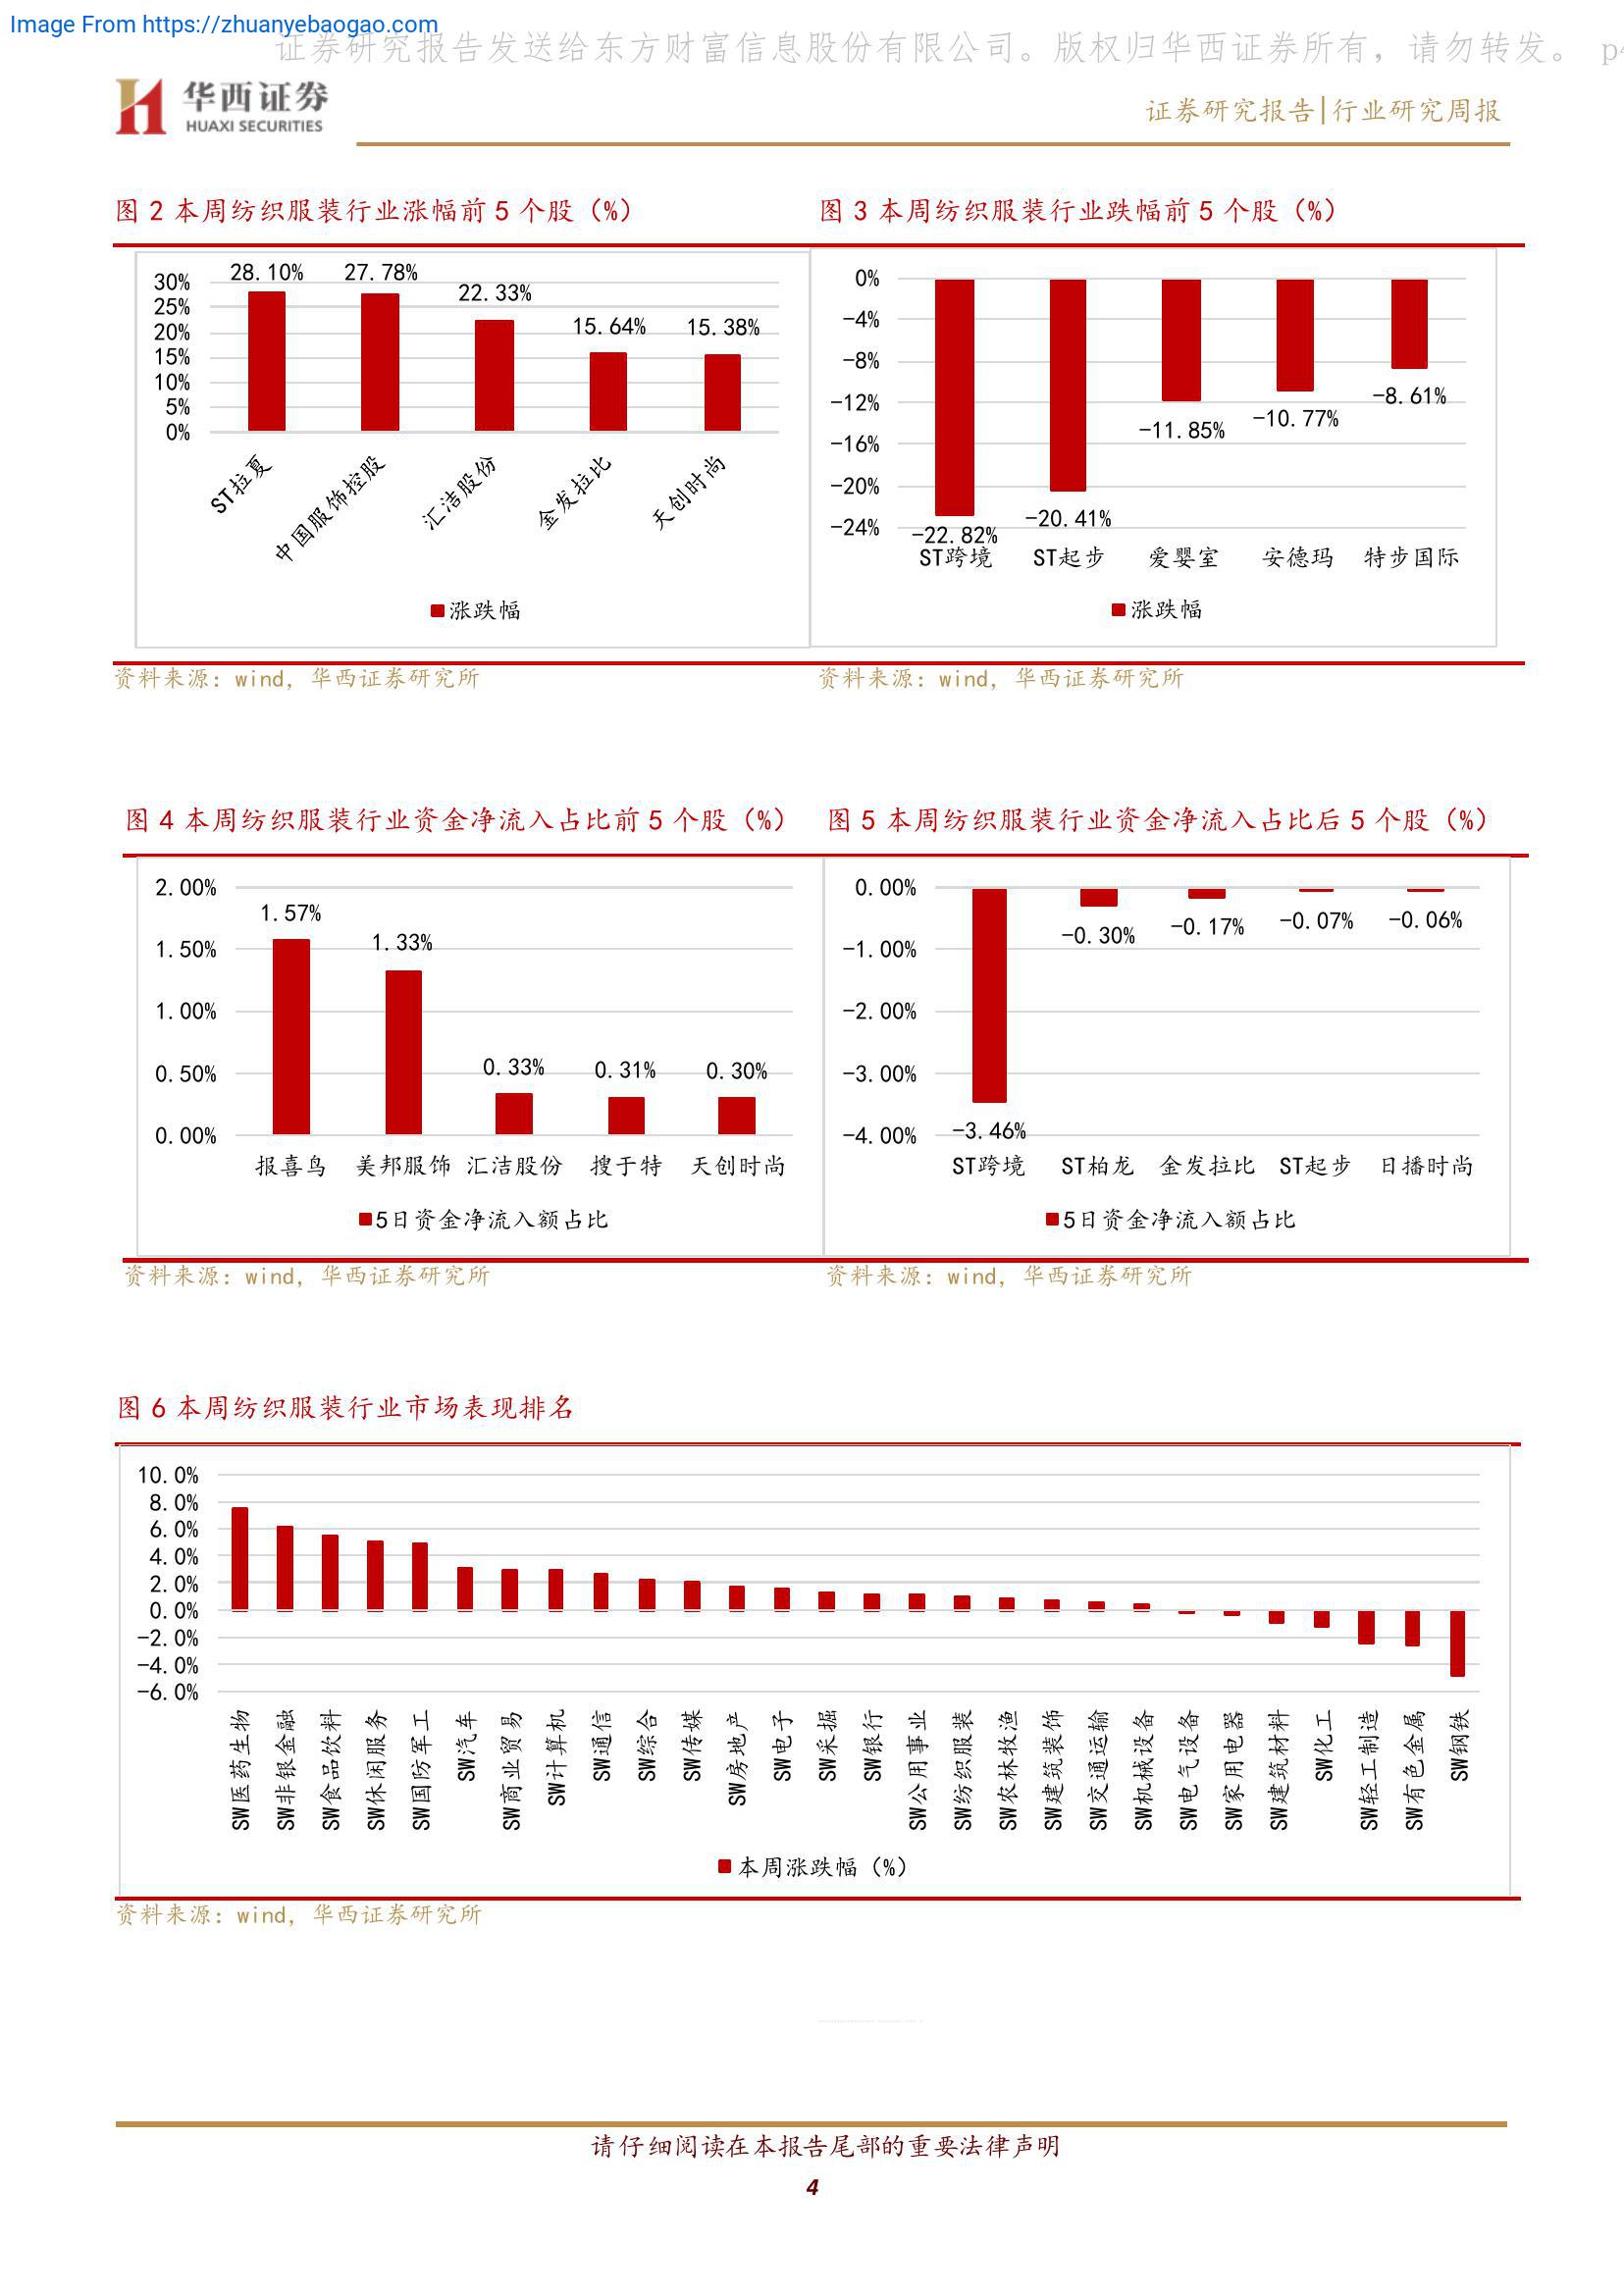 Image From https://zhuanyebaogao.com
证券研究报告发送给东方财富信息股份有限公司。版权归华西证券所有，请勿转发。 p4
华西证券
HUAXI SECURITIES
证券研究报告|行业研究周报
图 2 本周纺织服装行业涨幅前 5 个股（%）
30%
25%
20%
15%
10%
5%
0%
28.10%
27.78%
22.33%
15.64%
15.38%
ST拉夏
中国服饰控股
汇洁股份
金发拉比
天创时尚
■涨跌幅
资料来源：wind，华西证券研究所
图 3 本周纺织服装行业跌幅前 5 个股（%）
0%
-4%
-8%
-12%
-16%
-20%
-24%
-22.82%
-20.41%
-11.85%
-10.77%
-8.61%
ST跨境
ST起步
爱婴室
安德玛
特步国际
■涨跌幅
资料来源：wind，华西证券研究所
图 4 本周纺织服装行业资金净流入占比前 5 个股（%）
2.00%
1.50%
1.00%
0.50%
0.00%
1.57%
1.33%
0.33%
0.31%
0.30%
报喜鸟
美邦服饰
汇洁股份
搜于特
天创时尚
■5日资金净流入额占比
资料来源：wind，华西证券研究所
图 5 本周纺织服装行业资金净流入占比后 5 个股（%）
0.00%
-1.00%
-2.00%
-3.00%
-4.00%
-3.46%
-0.30%
-0.17%
-0.07%
-0.06%
ST跨境
ST柏龙
金发拉比
ST起步
日播时尚
■5日资金净流入额占比
资料来源：wind，华西证券研究所
图 6 本周纺织服装行业市场表现排名
10.0%
8.0%
6.0%
4.0%
2.0%
0.0%
-2.0%
-4.0%
-6.0%
SW医药生物
SW非银金融
SW食品饮料
SW休闲服务
SW国防军工
SW汽车
SW商业贸易
SW计算机
SW通信
SW综合
SW传媒
SW房地产
SW电子
SW采掘
SW银行
SW公用事业
SW纺织服装
SW农林牧渔
SW建筑装饰
SW交通运输
SW机械设备
SW电气设备
SW家用电器
SW建筑材料
SW化工
SW轻工制造
SW有色金属
SW钢铁
■本周涨跌幅（%）
资料来源：wind，华西证券研究所
请仔细阅读在本报告尾部的重要法律声明
4